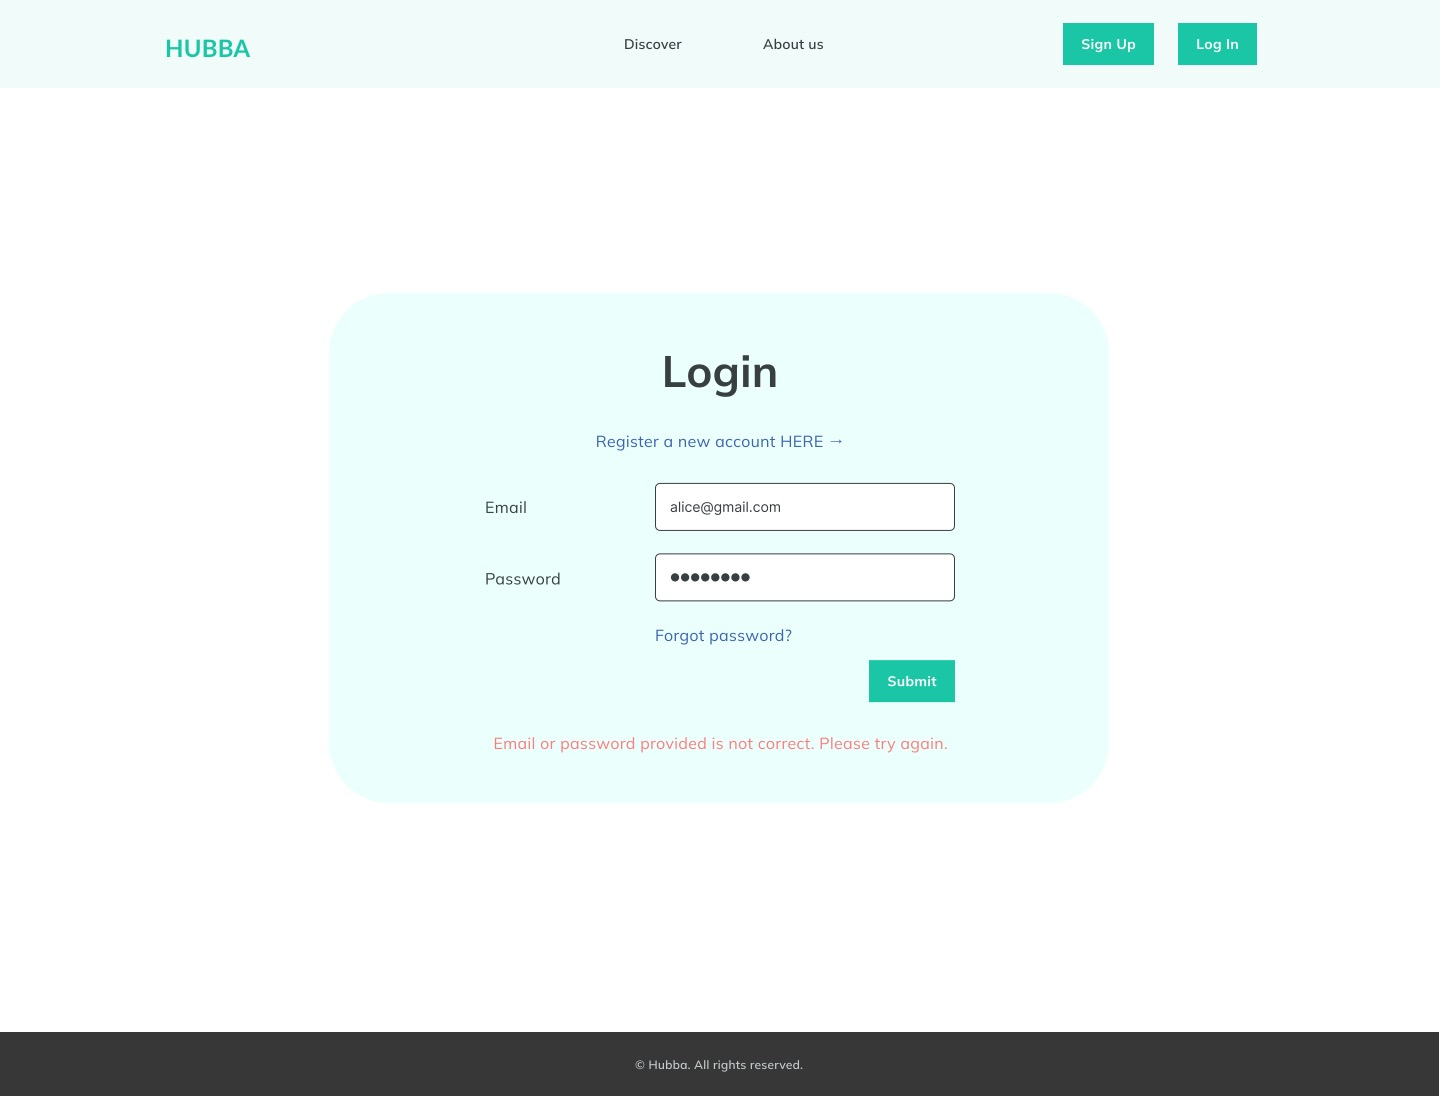 HUBBA
Discover
About us
Sign Up
Log In
Login
Register a new account HERE →
Email
alice@gmail.com
Password
●●●●●●●●
Forgot password?
Submit
Email or password provided is not correct. Please try again.
© Hubba. All rights reserved.